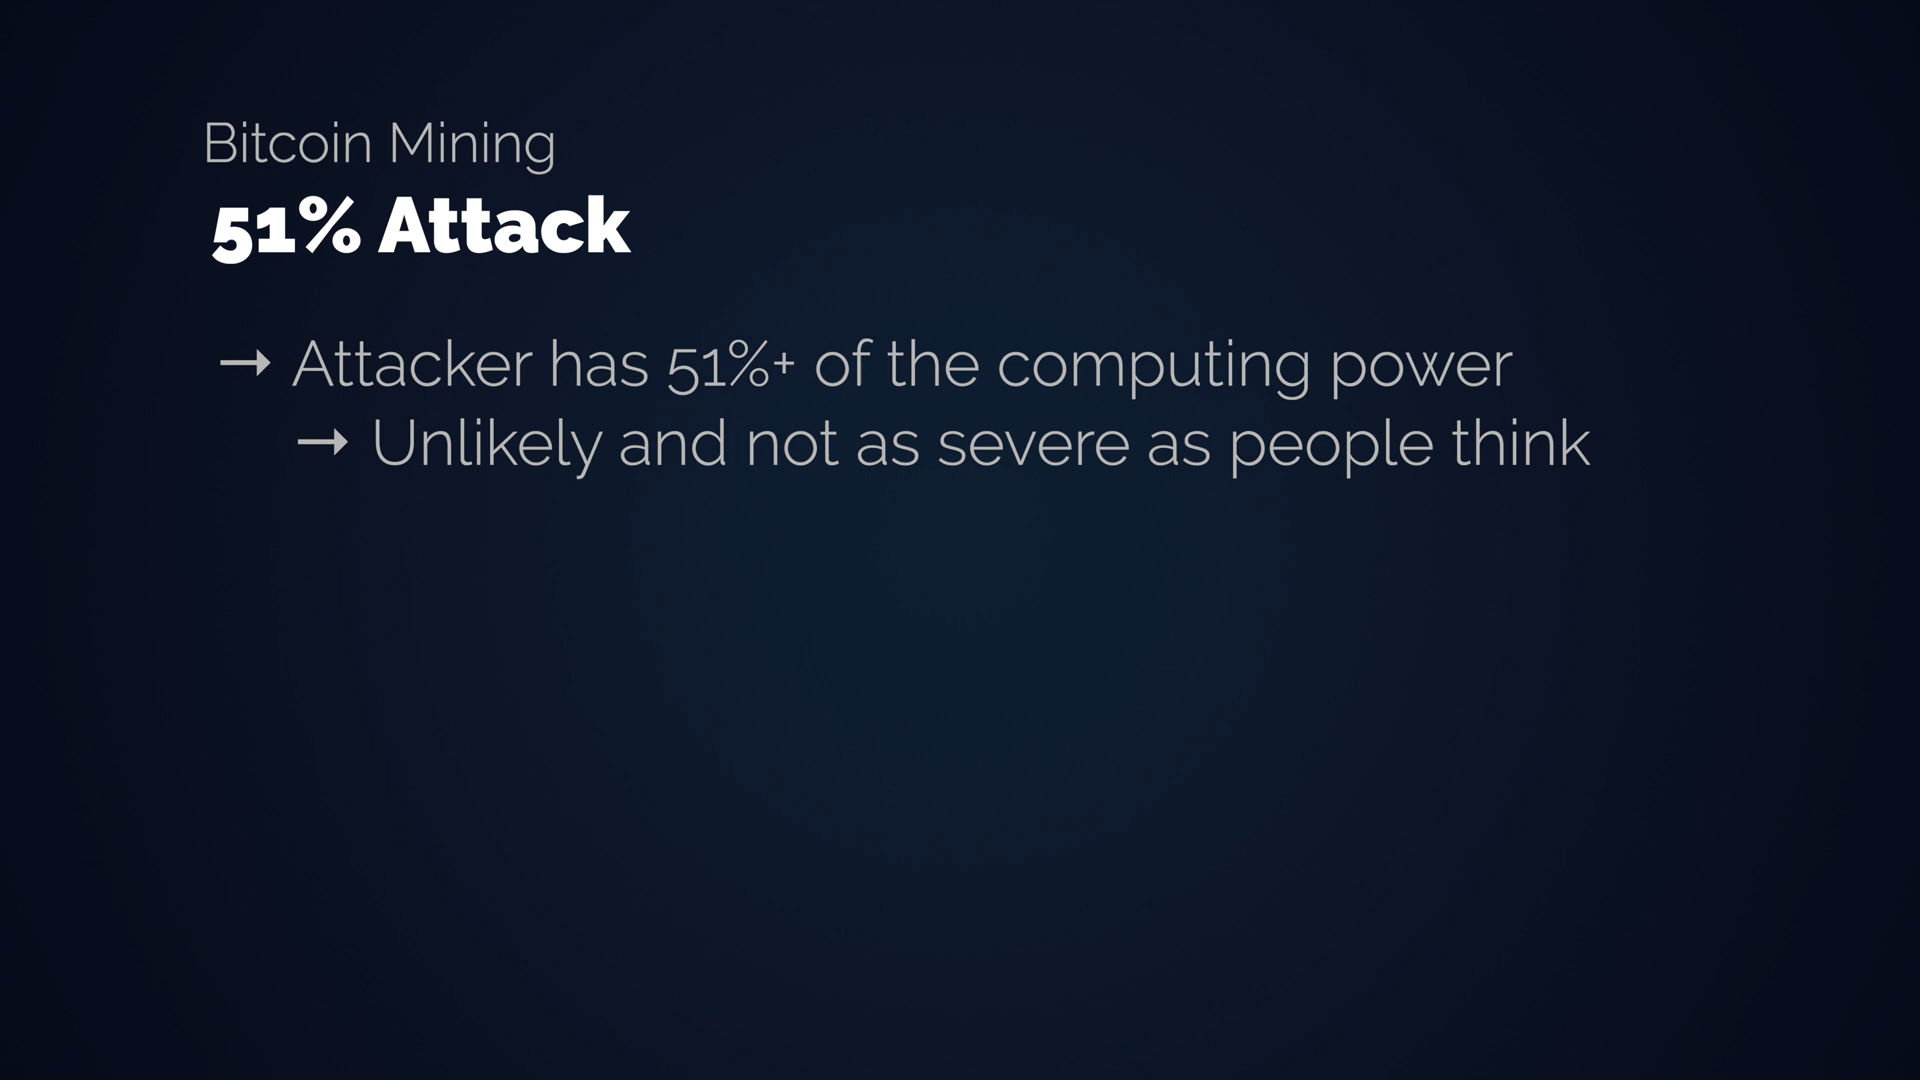 Bitcoin Mining
51% Attack
→ Attacker has 51%+ of the computing power
→ Unlikely and not as severe as people think